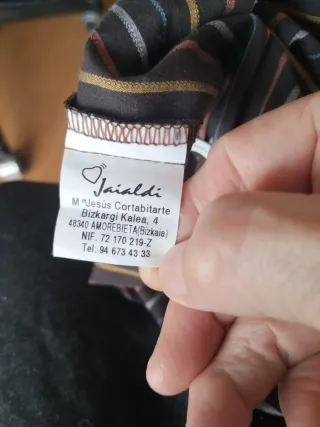 Jaialdi
Mª Jesús Cortabitarte
Bizkargi Kalea, 4
48340 AMOREBIETA(Bizkaia)
NIF. 72 170 219-Z
Tel. 94 673 43 33